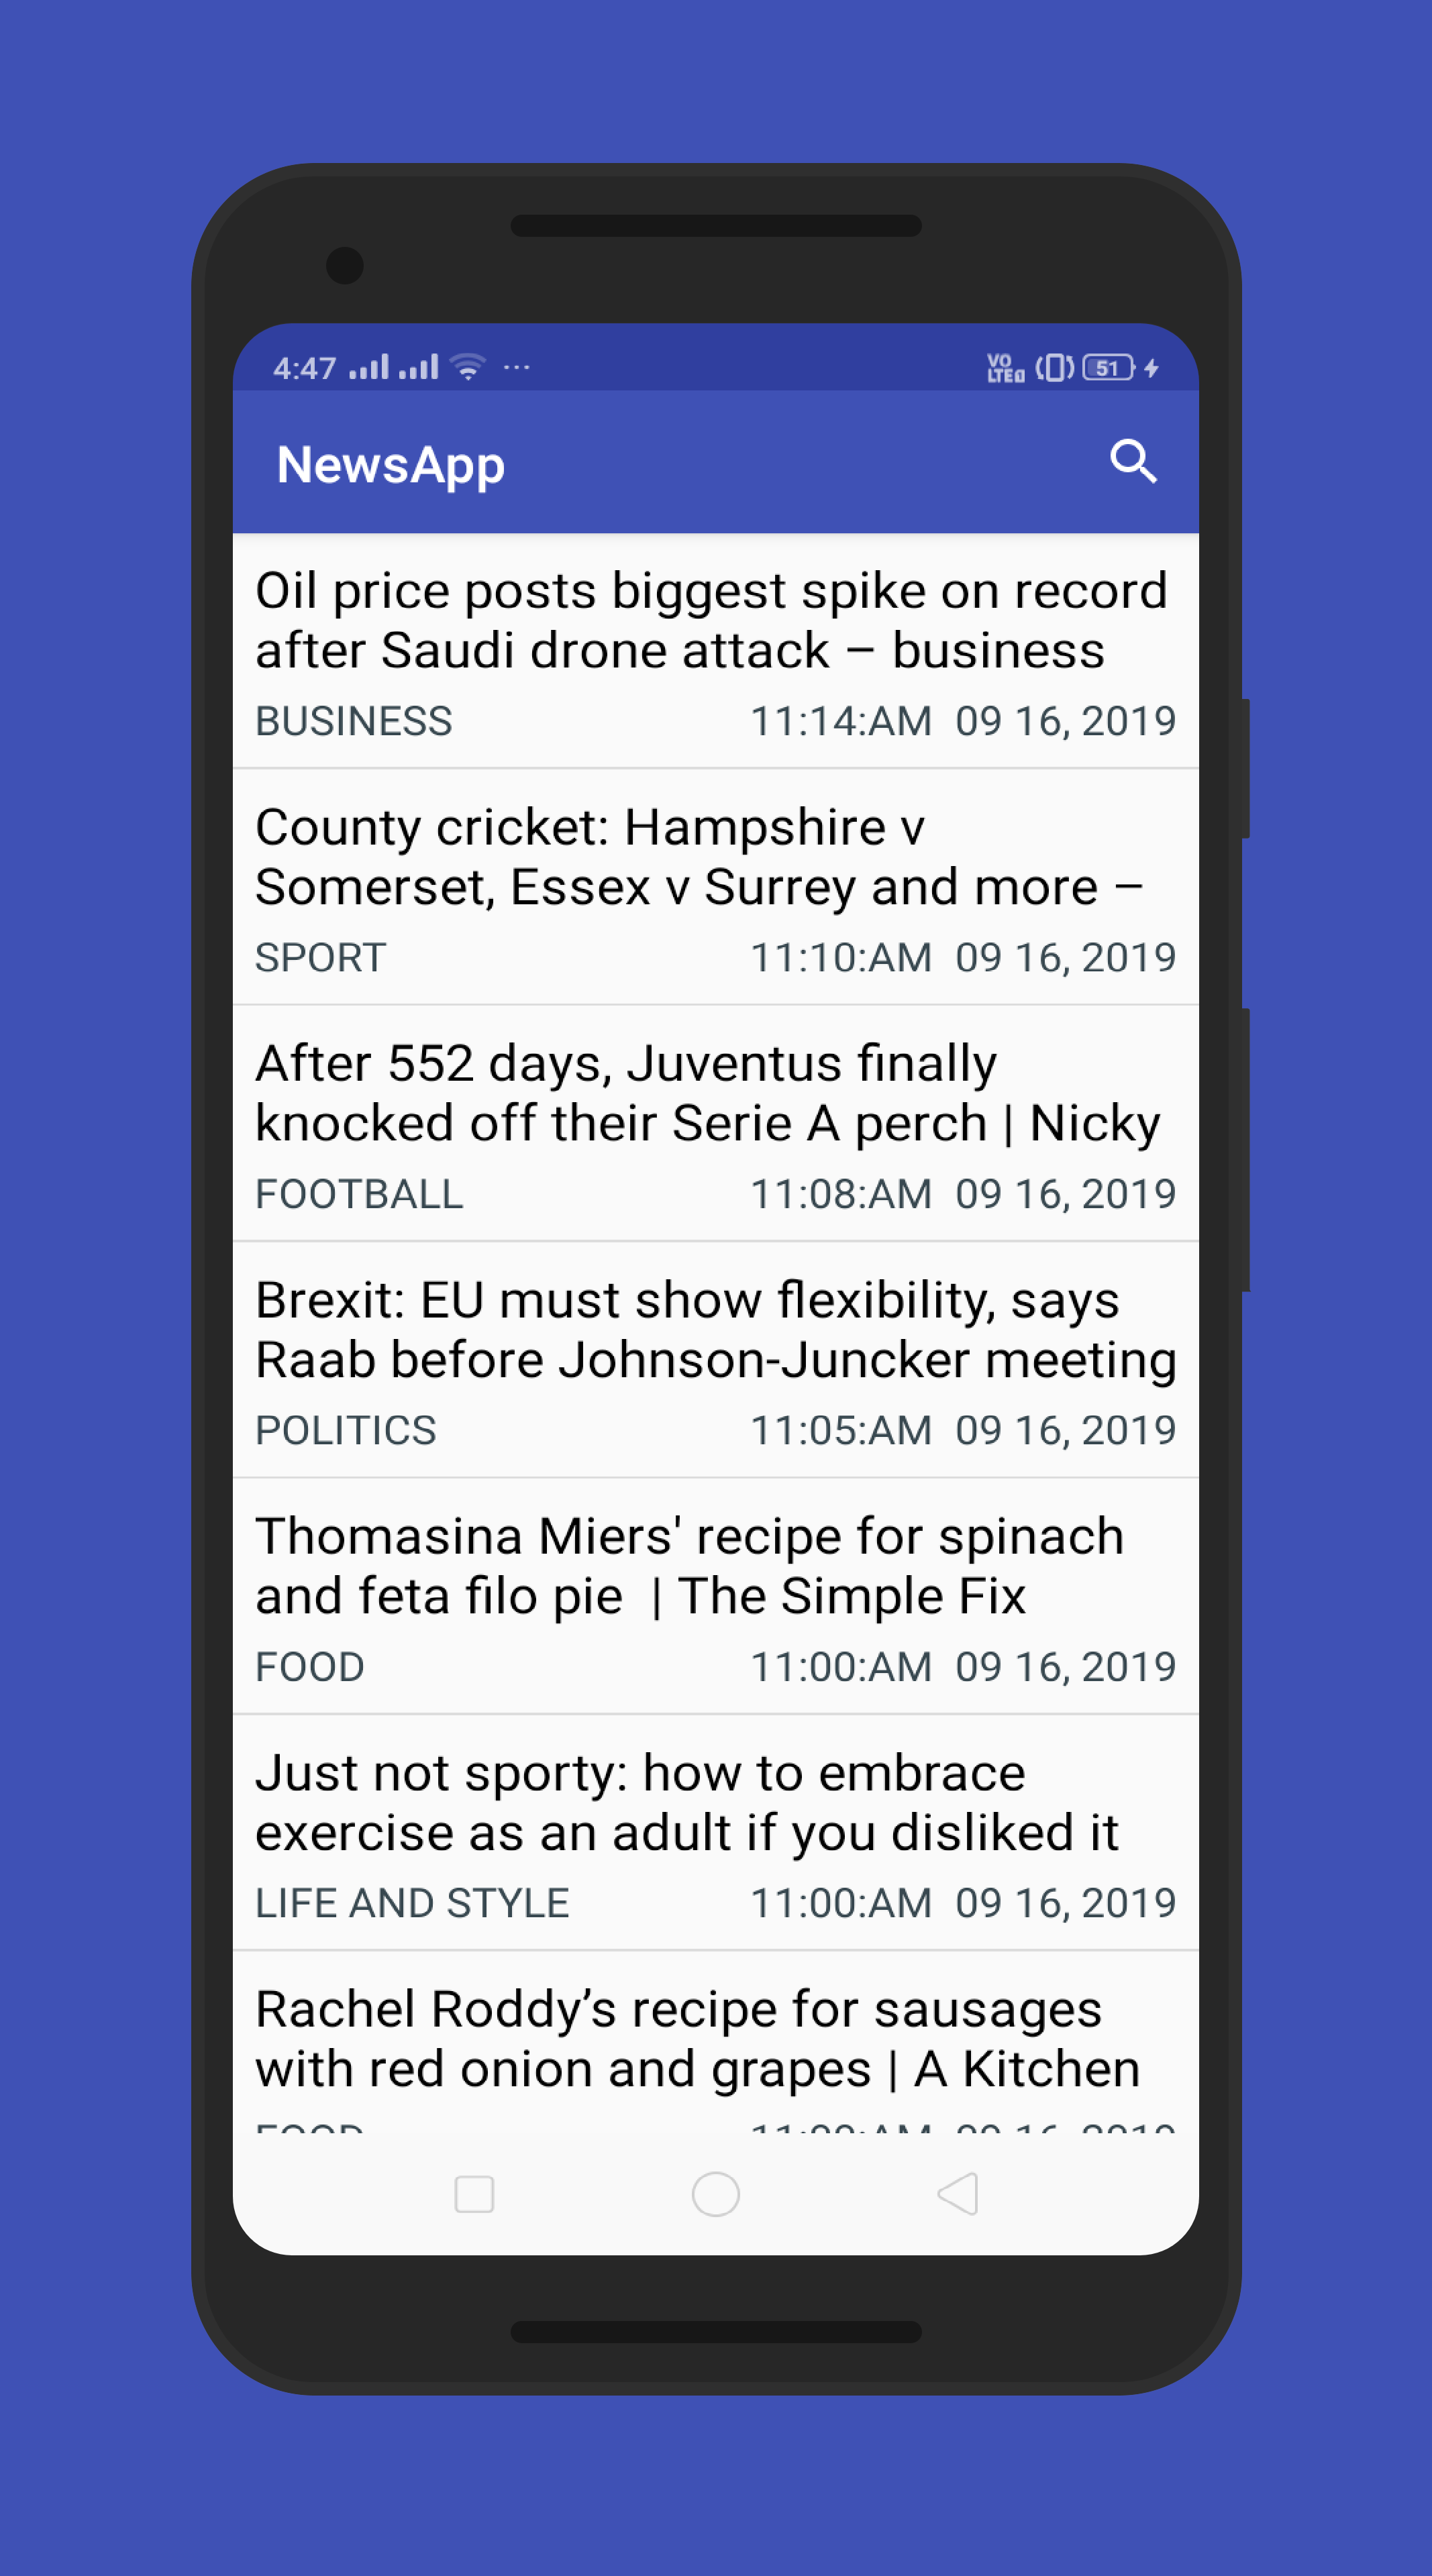 4:47 ... VO LTE 51
NewsApp
Oil price posts biggest spike on record
after Saudi drone attack – business
BUSINESS 11:14:AM 09 16, 2019
County cricket: Hampshire v
Somerset, Essex v Surrey and more –
SPORT 11:10:AM 09 16, 2019
After 552 days, Juventus finally
knocked off their Serie A perch | Nicky
FOOTBALL 11:08:AM 09 16, 2019
Brexit: EU must show flexibility, says
Raab before Johnson-Juncker meeting
POLITICS 11:05:AM 09 16, 2019
Thomasina Miers' recipe for spinach
and feta filo pie | The Simple Fix
FOOD 11:00:AM 09 16, 2019
Just not sporty: how to embrace
exercise as an adult if you disliked it
LIFE AND STYLE 11:00:AM 09 16, 2019
Rachel Roddy’s recipe for sausages
with red onion and grapes | A Kitchen